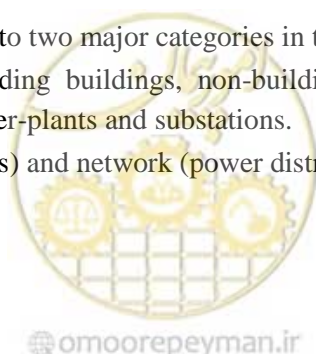 to two major categories in t
ding buildings, non-buildi
er-plants and substations.
s) and network (power distr
omoorepeyman.ir